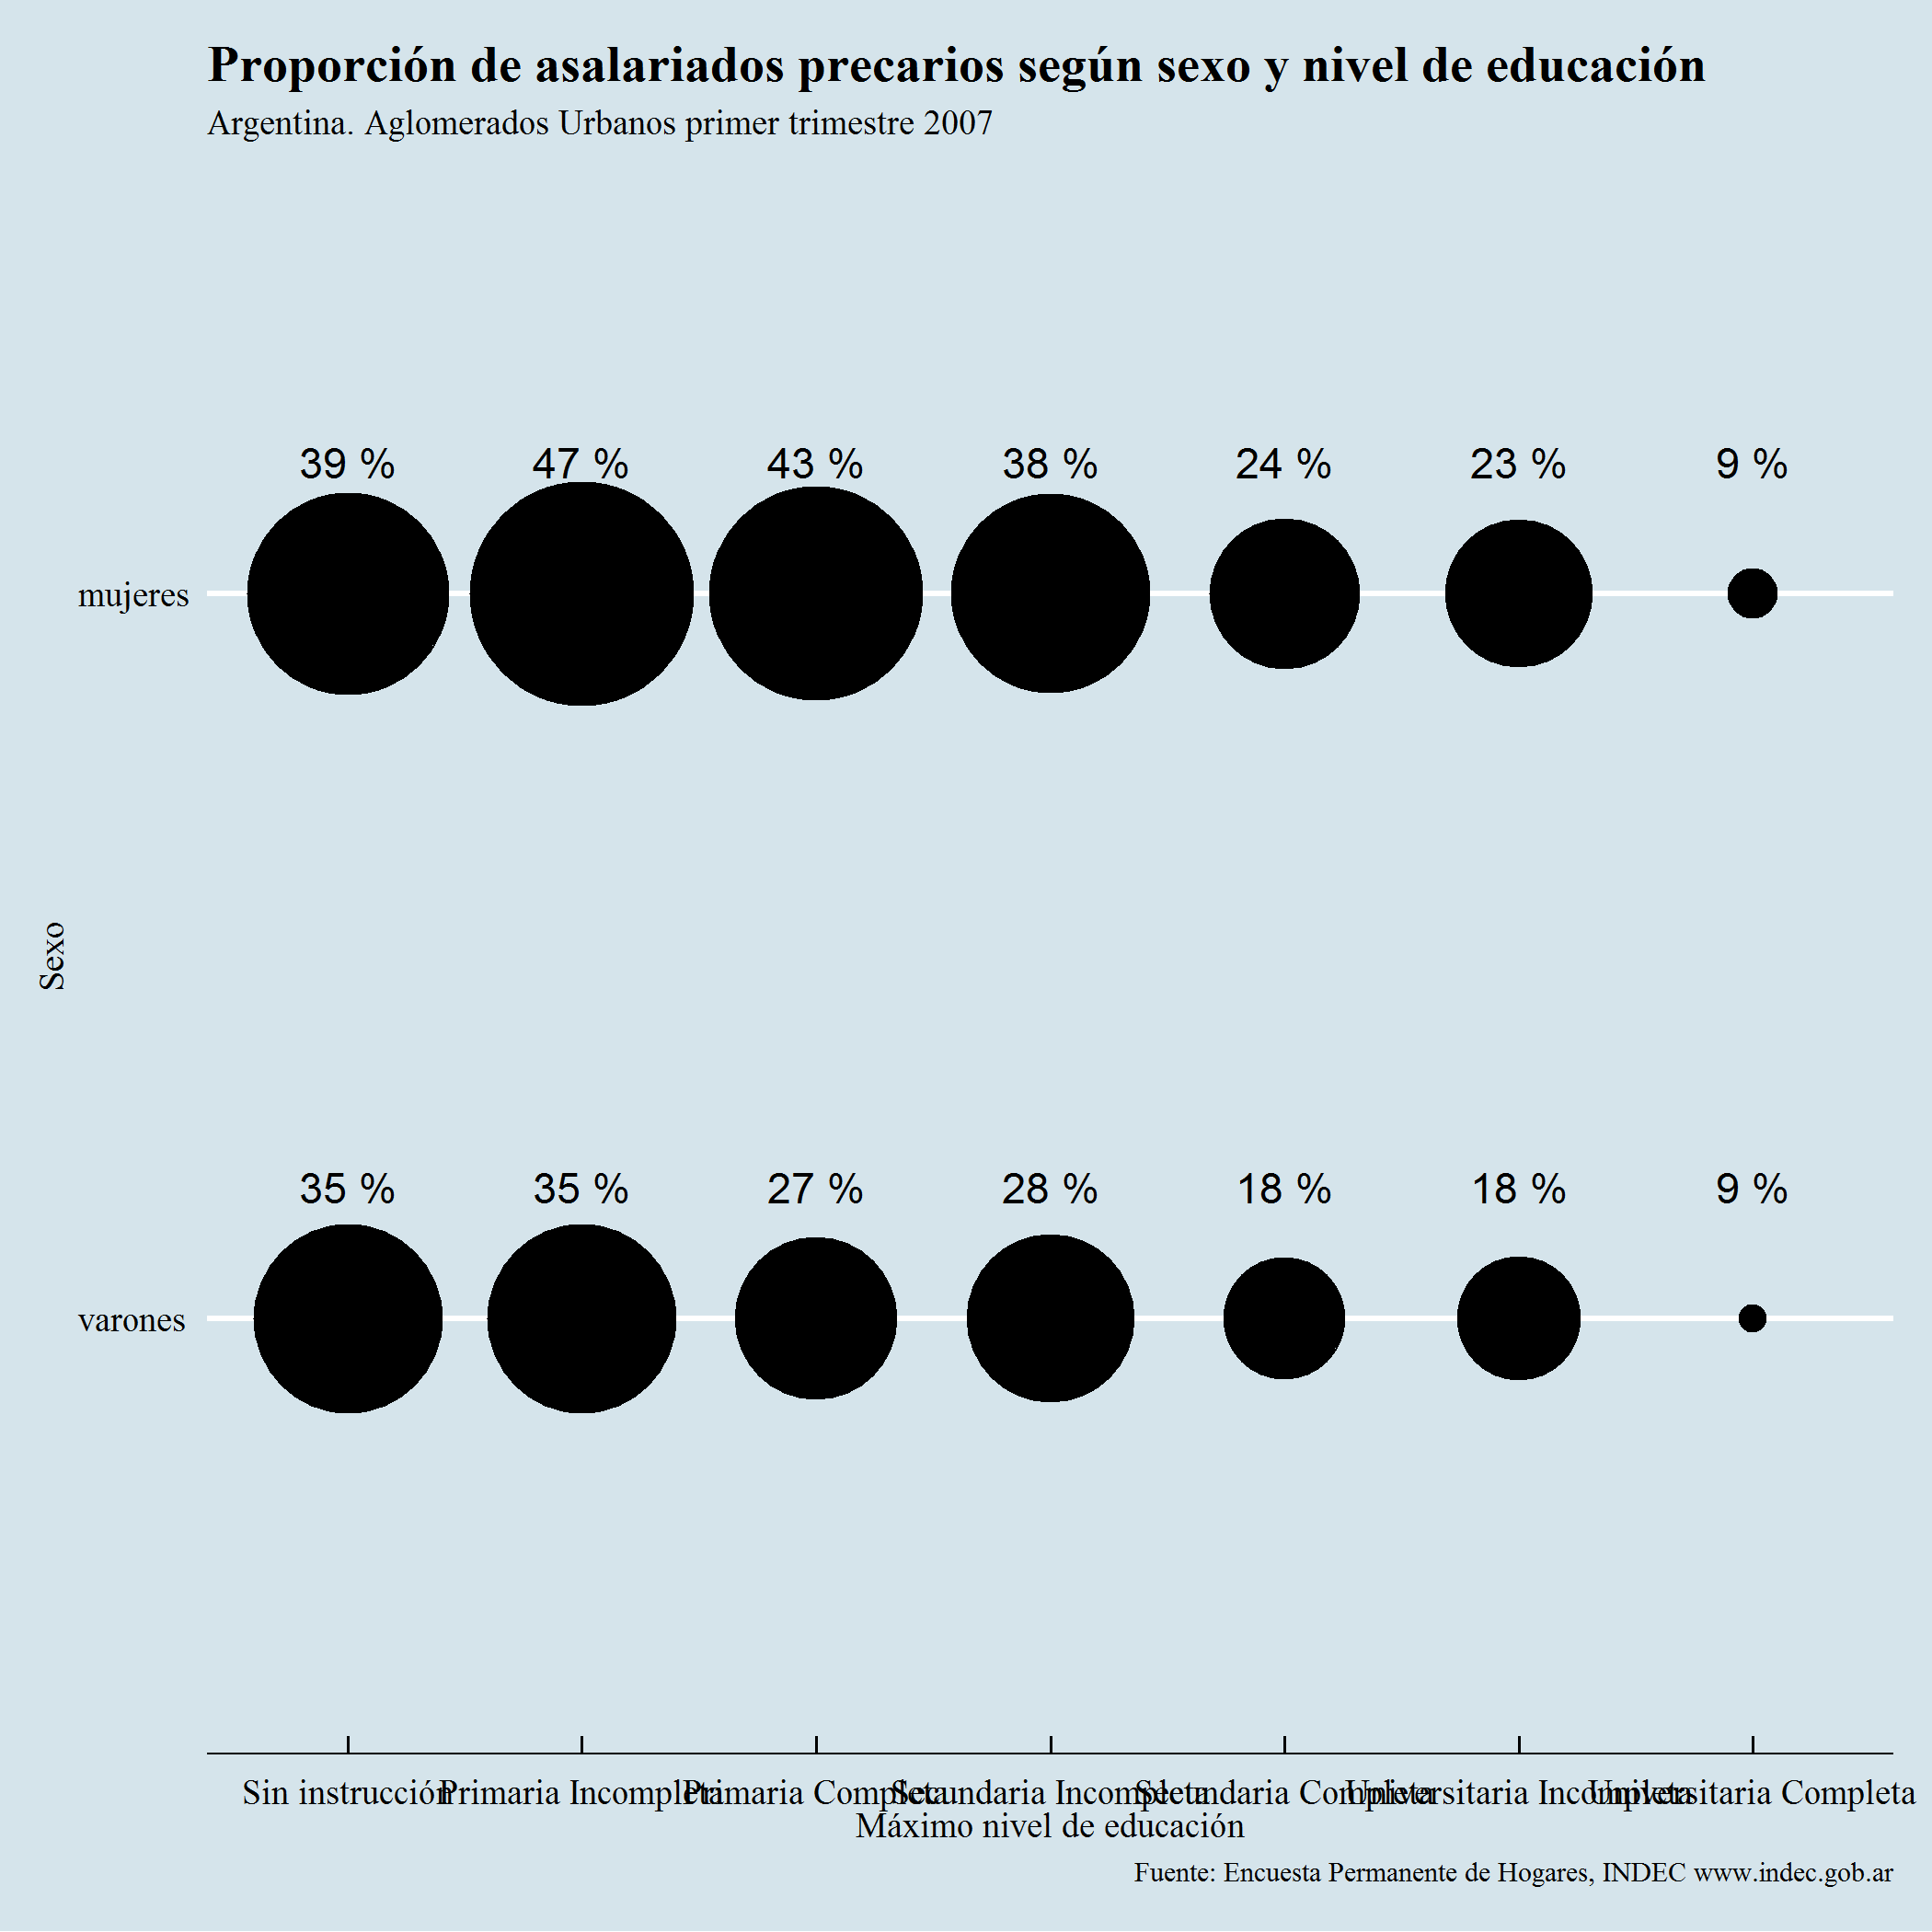 Proporción de asalariados precarios según sexo y nivel de educación
Argentina. Aglomerados Urbanos primer trimestre 2007
39 % 47 % 43 % 38 % 24 % 23 % 9 %
mujeres
Sexo
35 % 35 % 27 % 28 % 18 % 18 % 9 %
varones
Sin instrucción Primaria Incompleta Primaria Completa Secundaria Incompleta Secundaria Completa Universitaria Incompleta Universitaria Completa
Máximo nivel de educación
Fuente: Encuesta Permanente de Hogares, INDEC www.indec.gob.ar